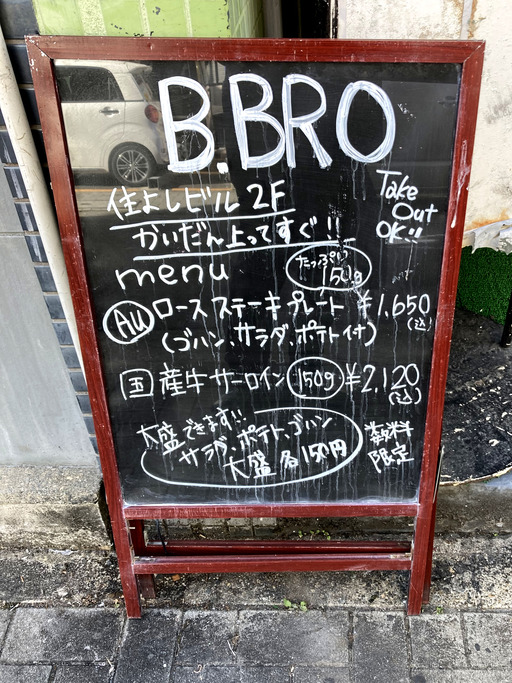 B.BRO
住よしビル 2F
かいだん上ってすぐ!!
Take
Out
OK!!
menu
たっぷり!
150g
AU ロースステーキプレート ¥1,650
(込)
(ゴハン、サラダ、ポテト付)
国産牛サーロイン 150g ¥2,120
(込)
大盛できます!!
サラダ、ポテト、ゴハン
大盛 各150円
数料
限定